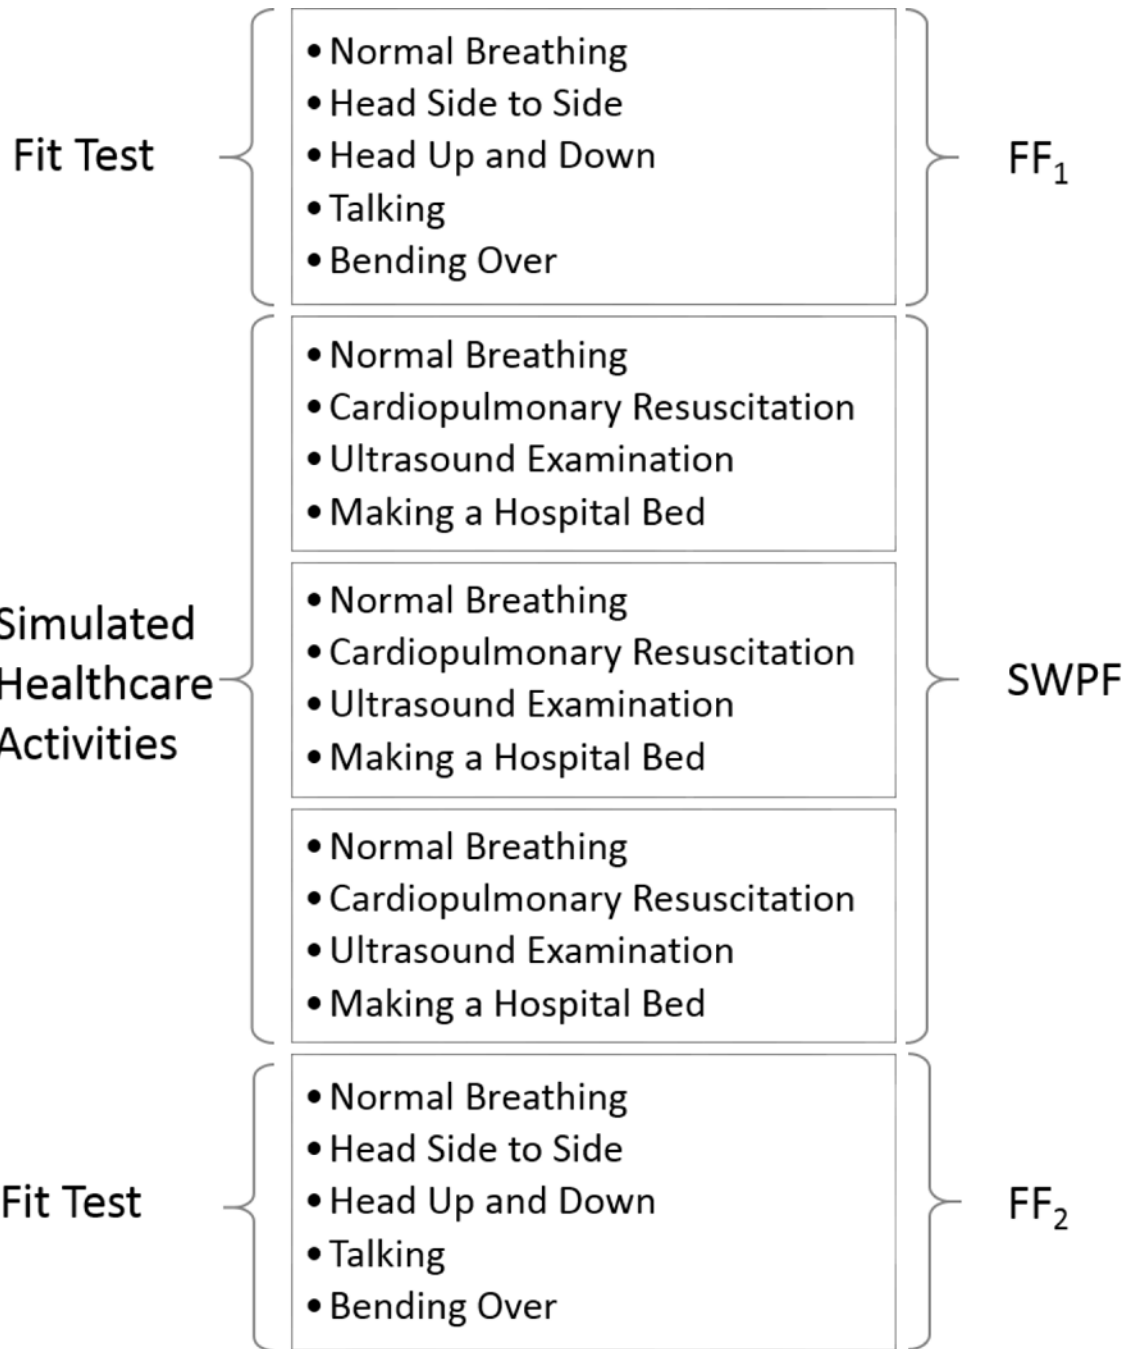 Fit Test
• Normal Breathing
• Head Side to Side
• Head Up and Down
• Talking
• Bending Over
FF₁
Simulated
Healthcare
Activities
• Normal Breathing
• Cardiopulmonary Resuscitation
• Ultrasound Examination
• Making a Hospital Bed
• Normal Breathing
• Cardiopulmonary Resuscitation
• Ultrasound Examination
• Making a Hospital Bed
• Normal Breathing
• Cardiopulmonary Resuscitation
• Ultrasound Examination
• Making a Hospital Bed
SWPF
Fit Test
• Normal Breathing
• Head Side to Side
• Head Up and Down
• Talking
• Bending Over
FF₂